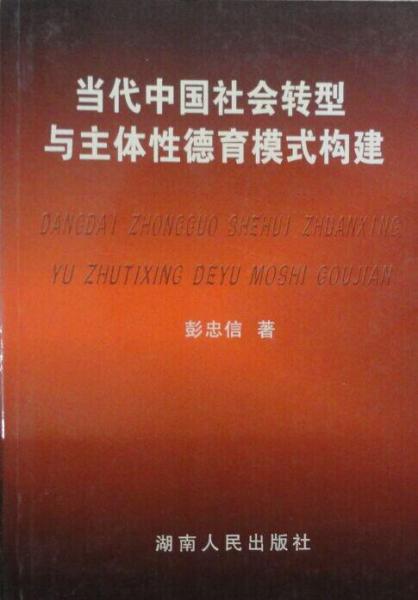 当代中国社会转型
与主体性德育模式构建
DANGDAI ZHONGGUO SHEHUI ZHUANXING
YU ZHUTIXING DEYU MOSHI GOUJIAN
彭忠信 著
湖南人民出版社